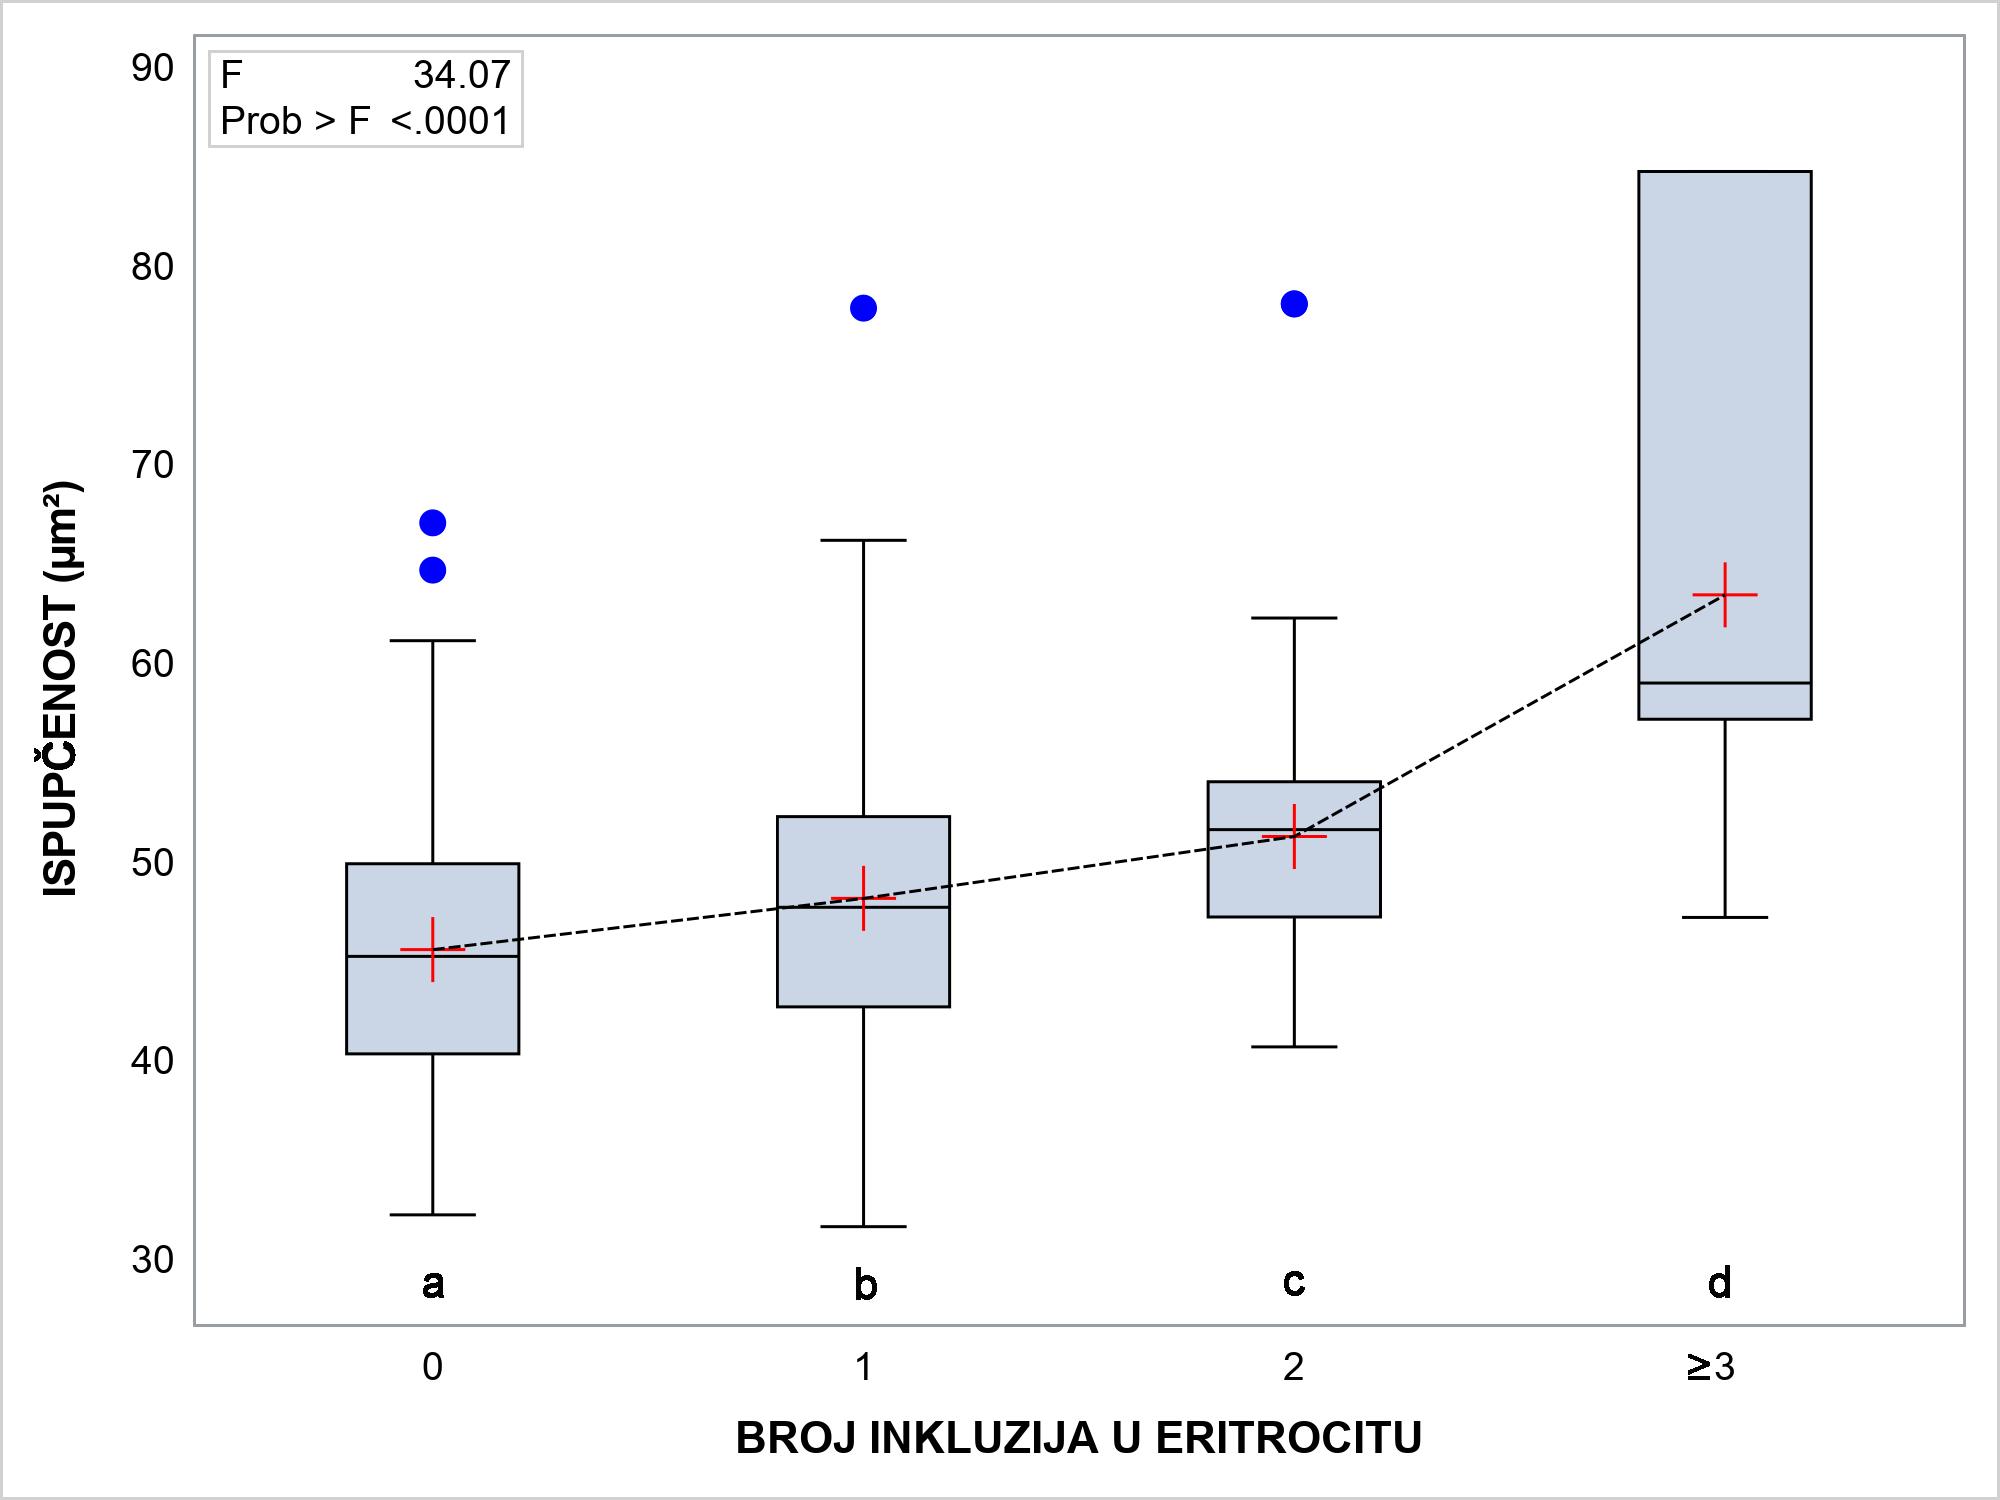 F 34.07
Prob > F <.0001
90
80
70
60
50
40
30
ISPUPČENOST (µm²)
a b c d
0 1 2 ≥3
BROJ INKLUZIJA U ERITROCITU